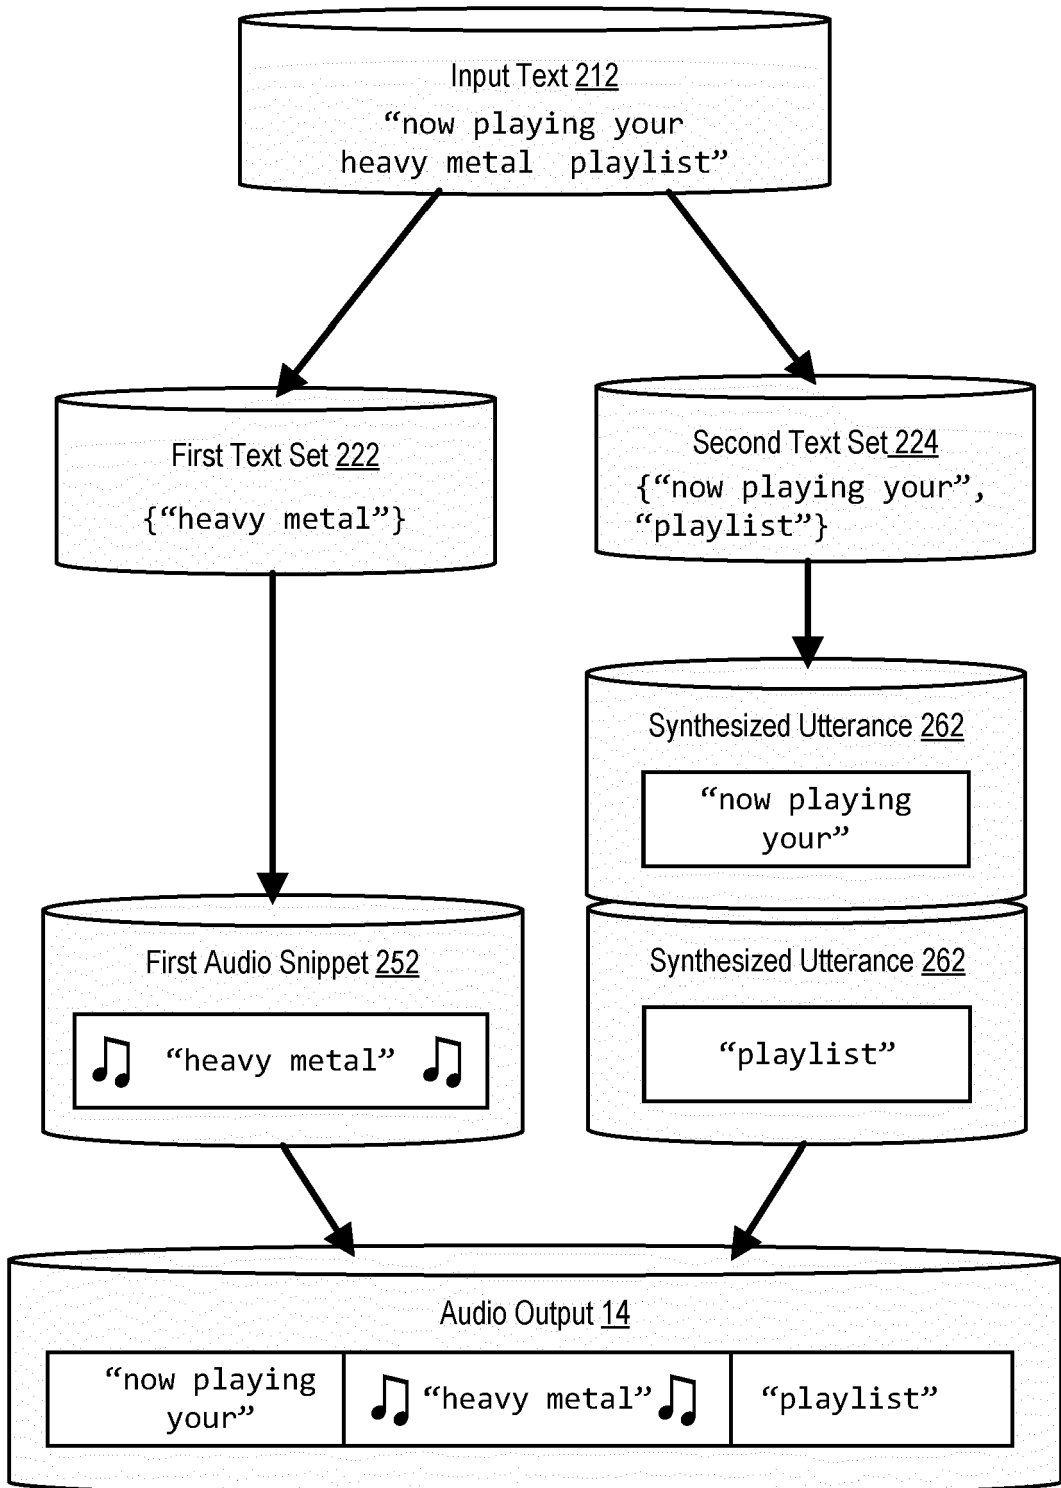 Input Text 212
“now playing your
heavy metal  playlist”
First Text Set 222
{“heavy metal”}
Second Text Set 224
{“now playing your”,
“playlist”}
Synthesized Utterance 262
“now playing
your”
First Audio Snippet 252
“heavy metal”
Synthesized Utterance 262
“playlist”
Audio Output 14
“now playing
your”
“heavy metal”
“playlist”